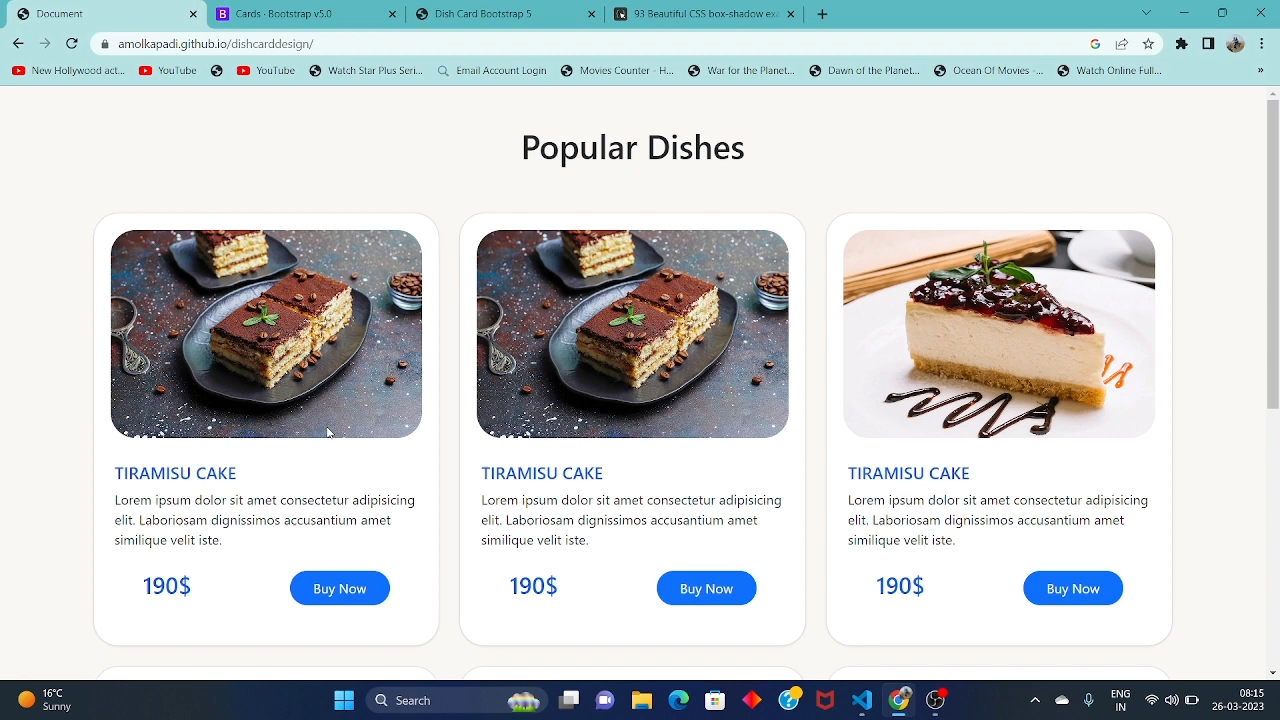 Document
Cards · Bootstrap v5.0
Dish Card Bootstrap 5
93 Beautiful CSS box-shadow exa
amolkapadi.github.io/dishcarddesign/
New Hollywood act...
YouTube
YouTube
Watch Star Plus Seri...
Email Account Login
Movies Counter - H...
War for the Planet...
Dawn of the Planet...
Ocean Of Movies -...
Watch Online Full...
»
Popular Dishes
TIRAMISU CAKE
Lorem ipsum dolor sit amet consectetur adipisicing
elit. Laboriosam dignissimos accusantium amet
similique velit iste.
190$
Buy Now
TIRAMISU CAKE
Lorem ipsum dolor sit amet consectetur adipisicing
elit. Laboriosam dignissimos accusantium amet
similique velit iste.
190$
Buy Now
TIRAMISU CAKE
Lorem ipsum dolor sit amet consectetur adipisicing
elit. Laboriosam dignissimos accusantium amet
similique velit iste.
190$
Buy Now
16°C
Sunny
Search
ENG
IN
08:15
26-03-2023